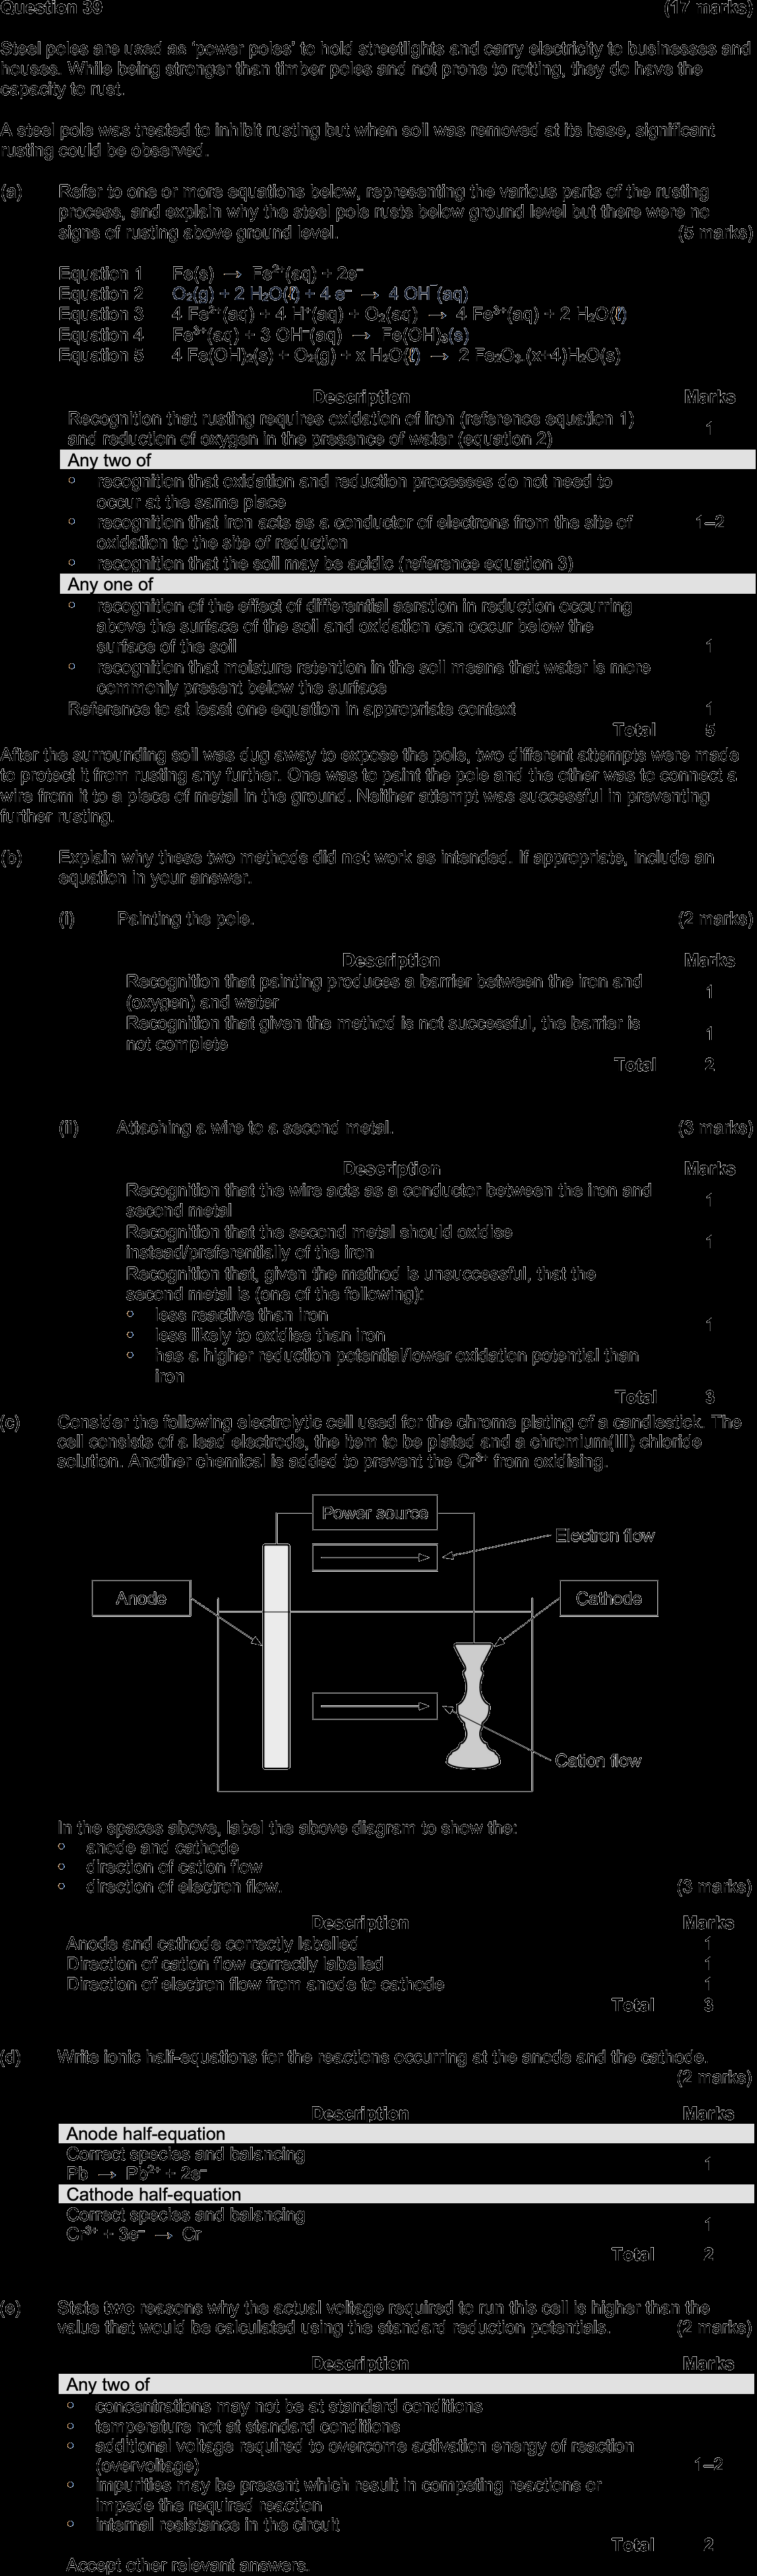 Question 39 (17 marks)
Steel poles are used as ‘power poles’ to hold streetlights and carry electricity to businesses and
houses. While being stronger than timber poles and not prone to rotting, they do have the
capacity to rust.
A steel pole was treated to inhibit rusting but when soil was removed at its base, significant
rusting could be observed.
(a) Refer to one or more equations below, representing the various parts of the rusting
process, and explain why the steel pole rusts below ground level but there were no
signs of rusting above ground level. (5 marks)
Equation 1 Fe(s) → Fe²⁺(aq) + 2e⁻
Equation 2 O₂(g) + 2 H₂O(ℓ) + 4 e⁻ → 4 OH⁻(aq)
Equation 3 4 Fe²⁺(aq) + 4 H⁺(aq) + O₂(aq) → 4 Fe³⁺(aq) + 2 H₂O(ℓ)
Equation 4 Fe³⁺(aq) + 3 OH⁻(aq) → Fe(OH)₃(s)
Equation 5 4 Fe(OH)₂(s) + O₂(g) + x H₂O(ℓ) → 2 Fe₂O₃.(x+4)H₂O(s)
Description Marks
Recognition that rusting requires oxidation of iron (reference equation 1)
and reduction of oxygen in the presence of water (equation 2) 1
Any two of
• recognition that oxidation and reduction processes do not need to
occur at the same place
• recognition that iron acts as a conductor of electrons from the site of 1–2
oxidation to the site of reduction
• recognition that the soil may be acidic (reference equation 3)
Any one of
• recognition of the effect of differential aeration in reduction occurring
above the surface of the soil and oxidation can occur below the
surface of the soil 1
• recognition that moisture retention in the soil means that water is more
commonly present below the surface
Reference to at least one equation in appropriate context 1
Total 5
After the surrounding soil was dug away to expose the pole, two different attempts were made
to protect it from rusting any further. One was to paint the pole and the other was to connect a
wire from it to a piece of metal in the ground. Neither attempt was successful in preventing
further rusting.
(b) Explain why these two methods did not work as intended. If appropriate, include an
equation in your answer.
(i) Painting the pole. (2 marks)
Description Marks
Recognition that painting produces a barrier between the iron and
(oxygen) and water 1
Recognition that given the method is not successful, the barrier is
not complete 1
Total 2
(ii) Attaching a wire to a second metal. (3 marks)
Description Marks
Recognition that the wire acts as a conductor between the iron and
second metal 1
Recognition that the second metal should oxidise
instead/preferentially of the iron 1
Recognition that, given the method is unsuccessful, that the
second metal is (one of the following):
• less reactive than iron
• less likely to oxidise than iron 1
• has a higher reduction potential/lower oxidation potential than
iron
Total 3
(c) Consider the following electrolytic cell used for the chrome plating of a candlestick. The
cell consists of a lead electrode, the item to be plated and a chromium(III) chloride
solution. Another chemical is added to prevent the Cr³⁺ from oxidising.
Power source
Electron flow
Anode
Cathode
Cation flow
In the spaces above, label the above diagram to show the:
• anode and cathode
• direction of cation flow
• direction of electron flow. (3 marks)
Description Marks
Anode and cathode correctly labelled 1
Direction of cation flow correctly labelled 1
Direction of electron flow from anode to cathode 1
Total 3
(d) Write ionic half-equations for the reactions occurring at the anode and the cathode.
(2 marks)
Description Marks
Anode half-equation
Correct species and balancing
Pb → Pb²⁺ + 2e⁻ 1
Cathode half-equation
Correct species and balancing
Cr³⁺ + 3e⁻ → Cr 1
Total 2
(e) State two reasons why the actual voltage required to run this cell is higher than the
value that would be calculated using the standard reduction potentials. (2 marks)
Description Marks
Any two of
• concentrations may not be at standard conditions
• temperature not at standard conditions
• additional voltage required to overcome activation energy of reaction
(overvoltage) 1–2
• impurities may be present which result in competing reactions or
impede the required reaction
• internal resistance in the circuit
Total 2
Accept other relevant answers.